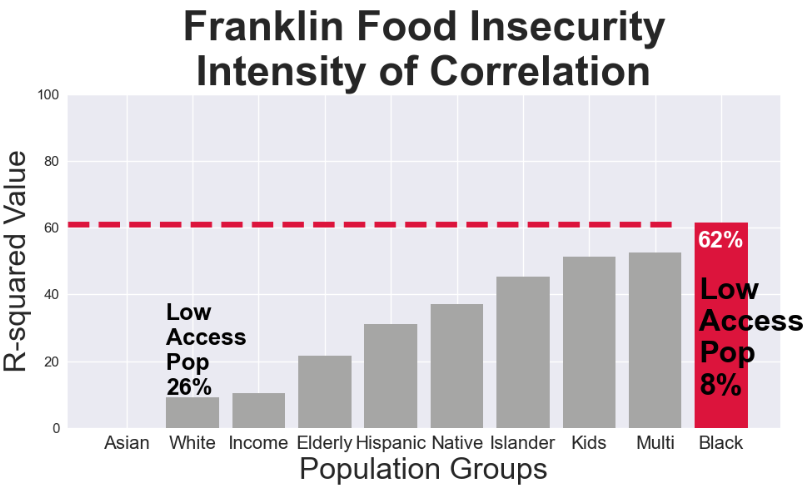 Franklin Food Insecurity
Intensity of Correlation
R-squared Value
100
80
60
40
20
0
62%
Low
Access
Pop
26%
Low
Access
Pop
8%
Asian White Income Elderly Hispanic Native Islander Kids Multi Black
Population Groups